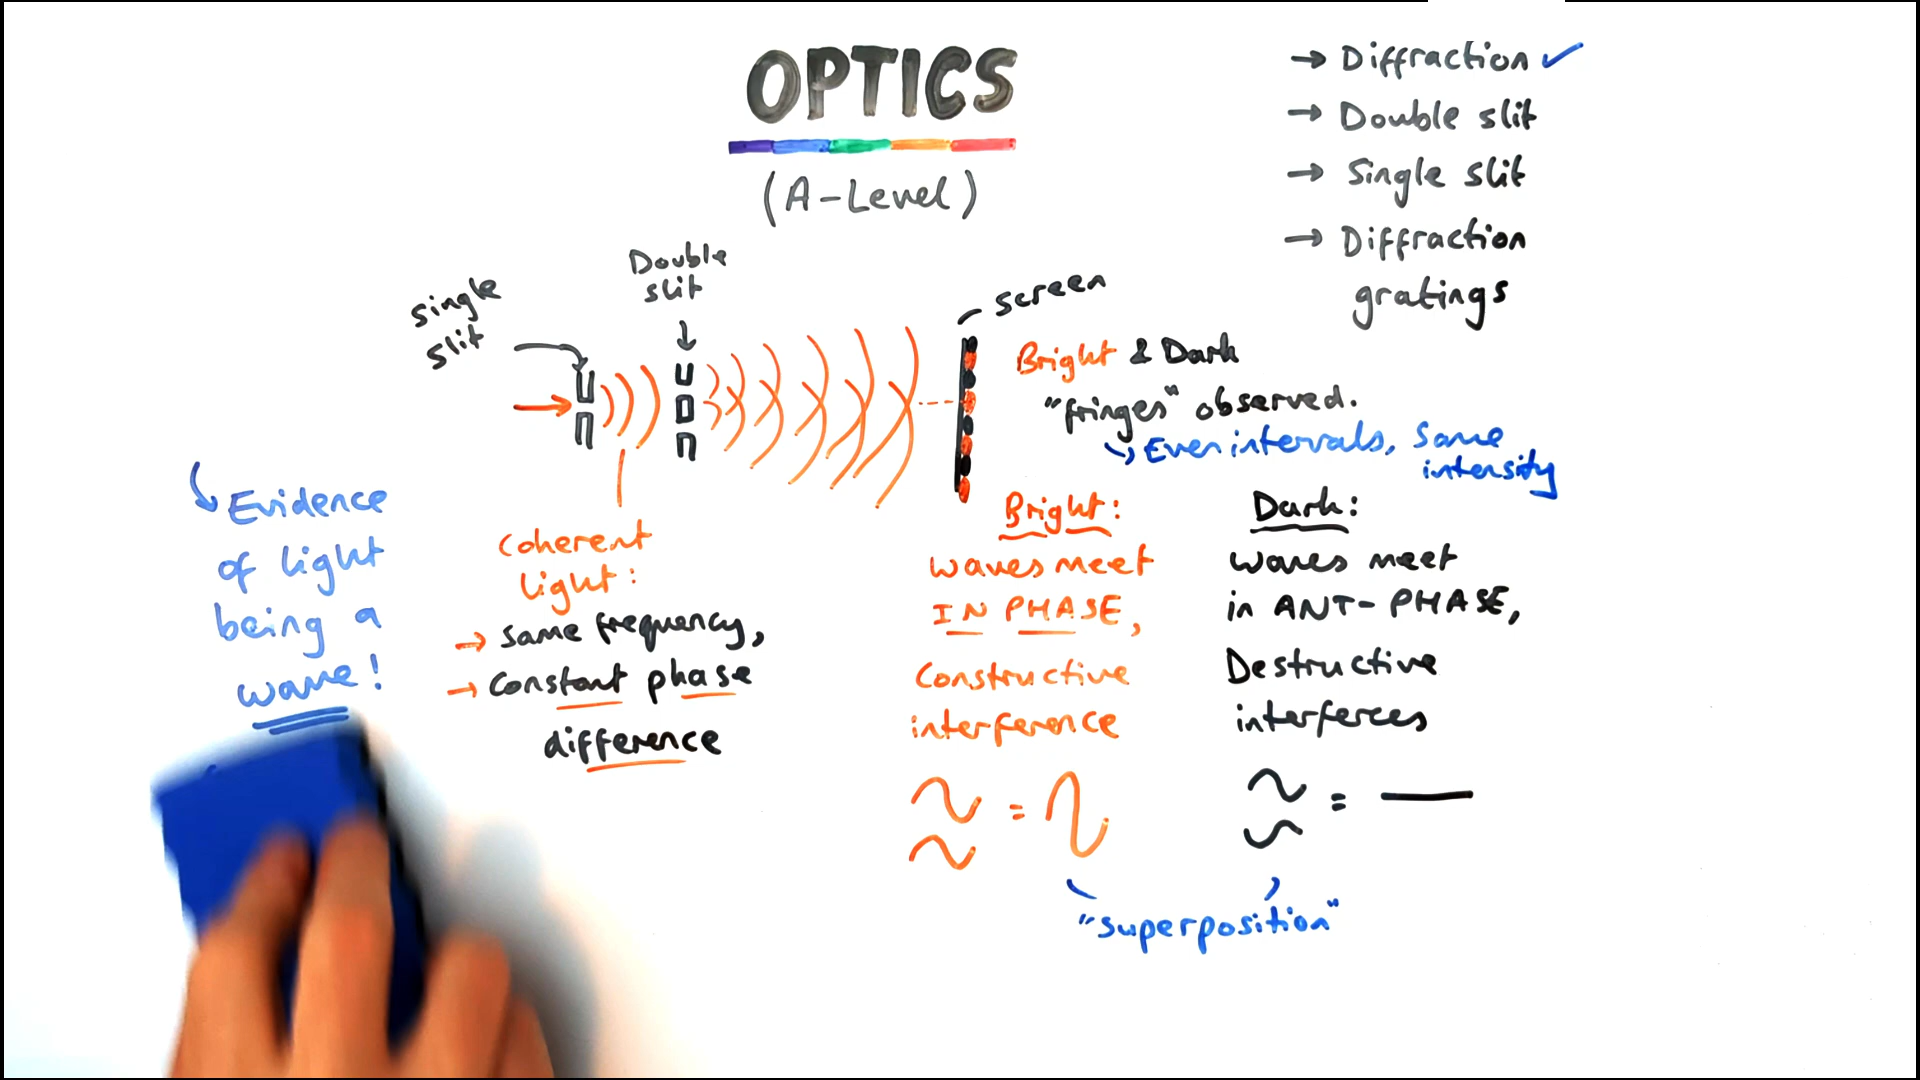 OPTICS
(A-Level)
→ Diffraction ✓
→ Double slit
→ Single slit
→ Diffraction
gratings
Single
slit
Double
slit
screen
Bright & Dark
"fringes" observed.
Even intervals, Same
intensity
Evidence
of light
being a
wave!
Coherent
light:
→ same frequency,
→ Constant phase
difference
Bright:
waves meet
IN PHASE,
Constructive
interference
=
Dark:
waves meet
in ANT-PHASE,
Destructive
interferces
=
"superposition"